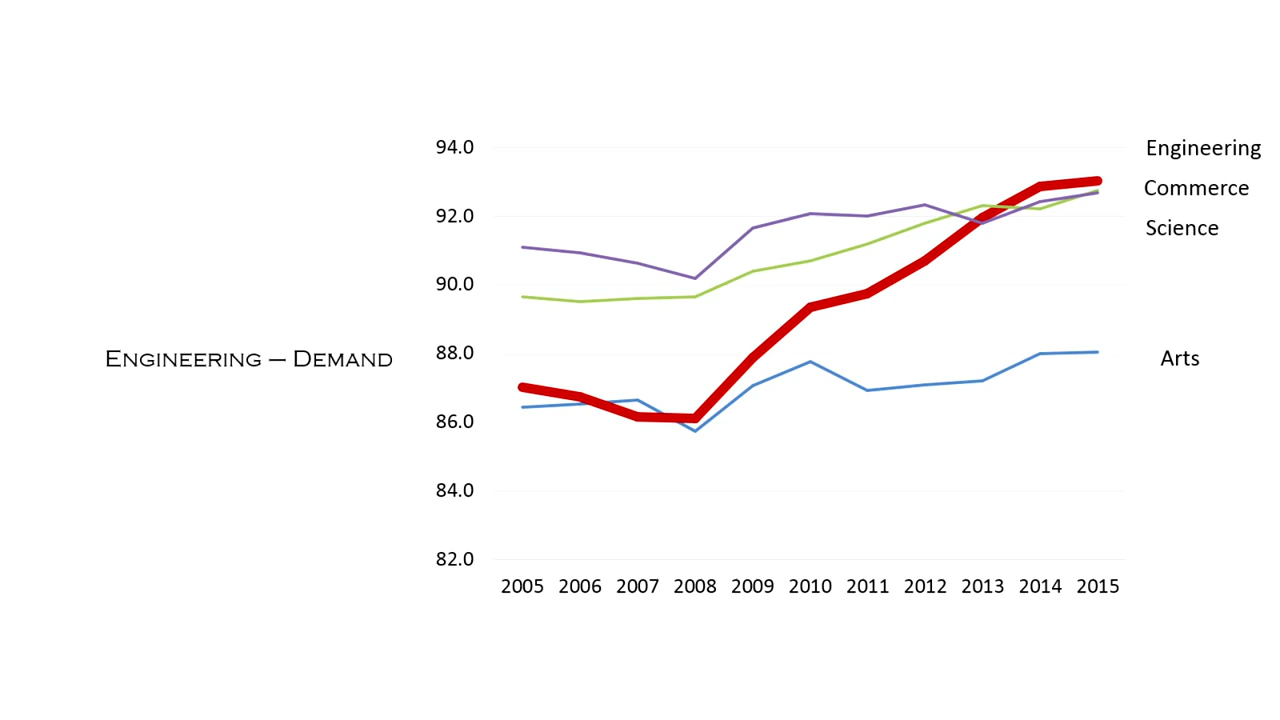 94.0
Engineering
Commerce
92.0
Science
90.0
88.0
Engineering – Demand
Arts
86.0
84.0
82.0
2005 2006 2007 2008 2009 2010 2011 2012 2013 2014 2015